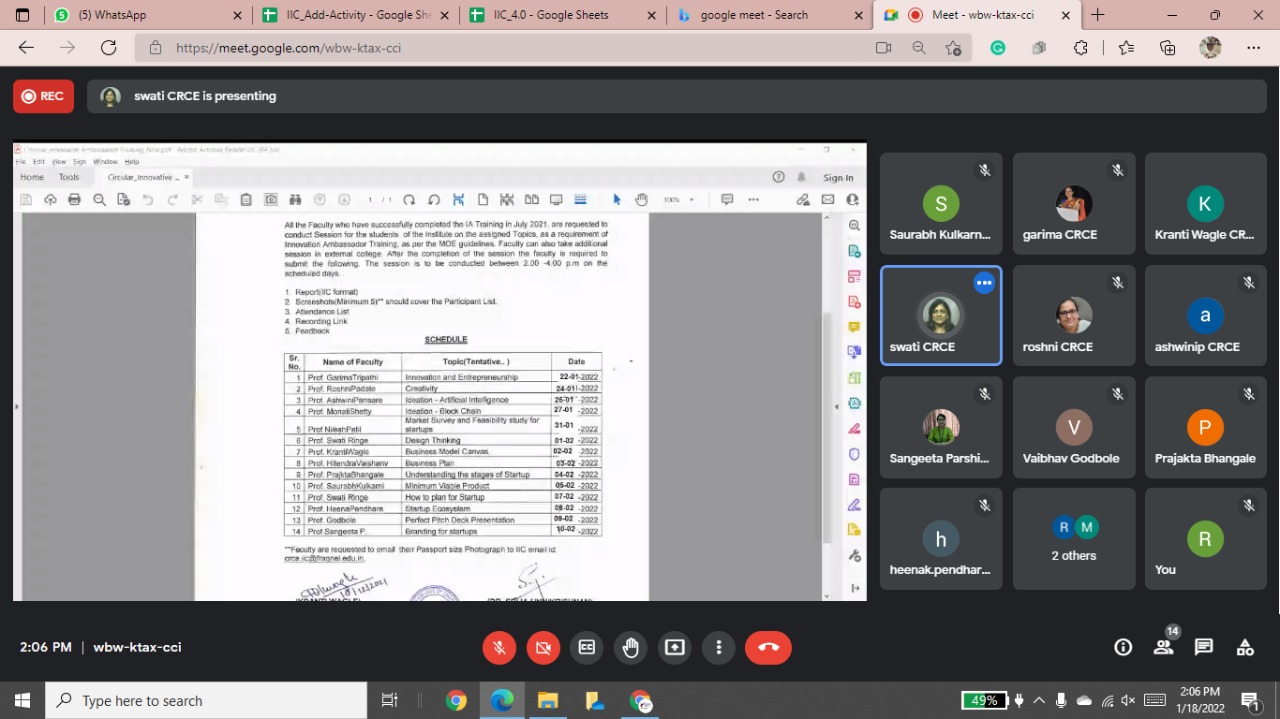 (5) WhatsApp
IIC_Add-Activity - Google She
IIC_4.0 - Google Sheets
google meet - Search
Meet - wbw-ktax-cci
https://meet.google.com/wbw-ktax-cci
REC
swati CRCE is presenting
File Edit View Sign Window Help
Home Tools Circular_Innovative ...
Sign In
1 / 1
100%
All the Faculty who have successfully completed the IA Training in July 2021, are requested to
conduct Session for the students of the Institute on the assigned Topics, as a requirement of
Innovation Ambassador Training, as per the MOE guidelines. Faculty can also take additional
session in external college. After the completion of the session the faculty is required to
submit the following. The session is to be conducted between 2.00 -4.00 p.m on the
scheduled days.
1. Report(IIC format)
2. Screenshots(Minimum 5)** should cover the Participant List.
3. Attendance List
4. Recording Link
5. Feedback
SCHEDULE
Sr. No. Name of Faculty Topic(Tentative..) Date
1 Prof. GarimaTripathi Innovation and Entrepreneurship 22-01-2022
2 Prof. RoshniPadate Creativity 24-01-2022
3 Prof. AshwiniPansare Ideation - Artificial Intelligence 25-01-2022
4 Prof. MonaliShetty Ideation - Block Chain 27-01-2022
5 Prof NileshPatil Market Survey and Feasibility study for startups 31-01-2022
6 Prof. Swati Ringe Design Thinking 01-02-2022
7 Prof. KrantiWagle Business Model Canvas. 02-02-2022
8 Prof. HitendraVaishanv Business Plan 03-02-2022
9 Prof. PrajktaBhangale Understanding the stages of Startup 04-02-2022
10 Prof. SaurabhKulkarni Minimum Viable Product 05-02-2022
11 Prof. Swati Ringe How to plan for Startup 07-02-2022
12 Prof. HeenaPendhare Startup Ecosystem 08-02-2022
13 Prof. Godbole Perfect Pitch Deck Presentation 09-02-2022
14 Prof.Sangeeta P. Branding for startups 10-02-2022
**Faculty are requested to email their Passport size Photograph to IIC email id:
crce.iic@fragnel.edu.in.
18/12/2021
S
Saurabh Kulkarn...
garima CRCE
K
Kranti Wagle CR...
swati CRCE
roshni CRCE
a
ashwinip CRCE
Sangeeta Parshi...
V
Vaibhav Godbole
P
Prajakta Bhangale
h
heenak.pendhar...
R M
2 others
R
You
2:06 PM | wbw-ktax-cci
14
Type here to search
49%
2:06 PM
1/18/2022
1